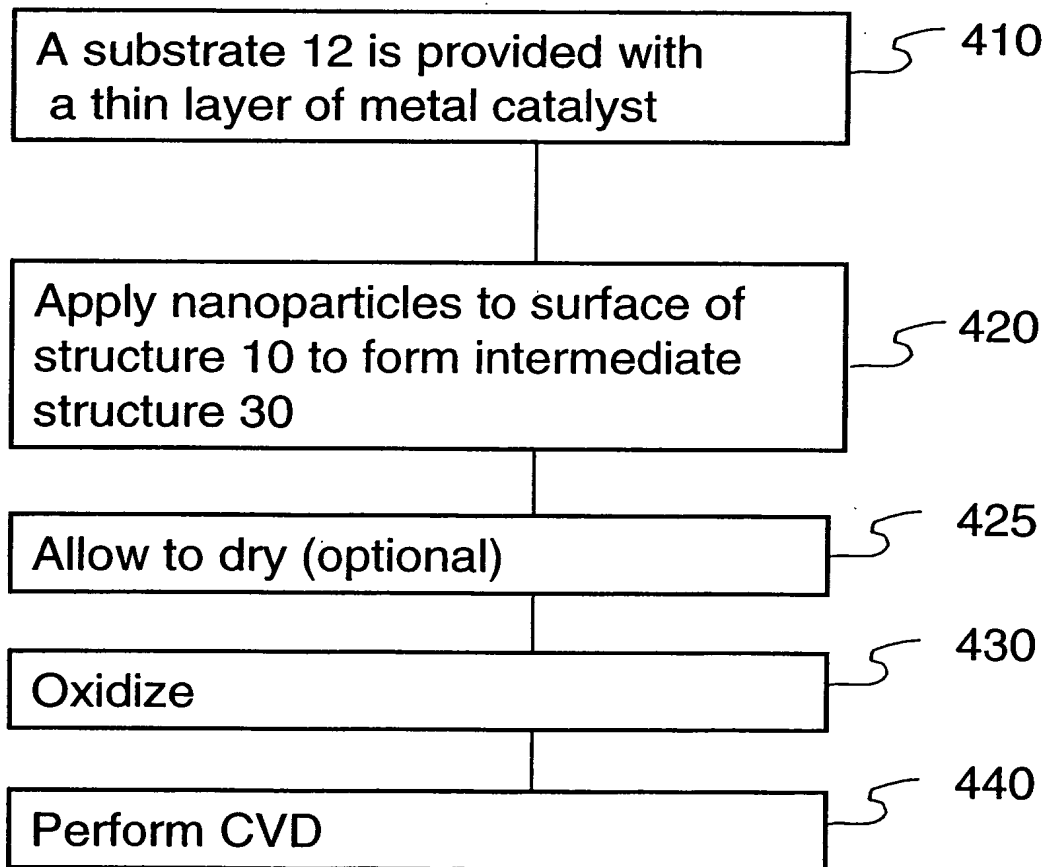 A substrate 12 is provided with
a thin layer of metal catalyst
410
Apply nanoparticles to surface of
structure 10 to form intermediate
structure 30
420
Allow to dry (optional)
425
Oxidize
430
Perform CVD
440